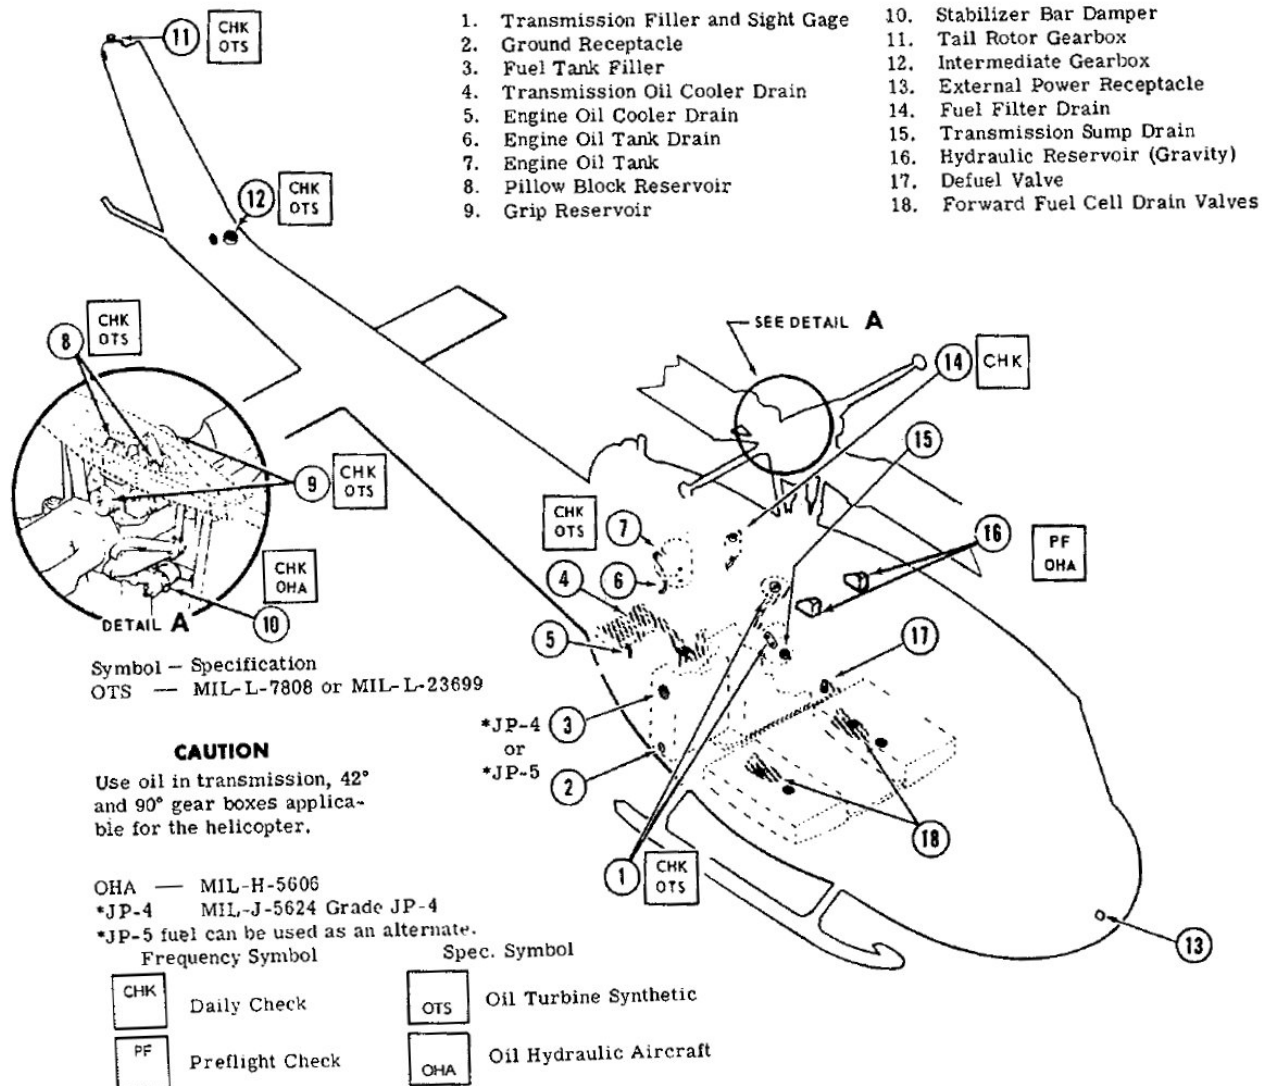 1. Transmission Filler and Sight Gage
2. Ground Receptacle
3. Fuel Tank Filler
4. Transmission Oil Cooler Drain
5. Engine Oil Cooler Drain
6. Engine Oil Tank Drain
7. Engine Oil Tank
8. Pillow Block Reservoir
9. Grip Reservoir
10. Stabilizer Bar Damper
11. Tail Rotor Gearbox
12. Intermediate Gearbox
13. External Power Receptacle
14. Fuel Filter Drain
15. Transmission Sump Drain
16. Hydraulic Reservoir (Gravity)
17. Defuel Valve
18. Forward Fuel Cell Drain Valves
11 CHK
OTS
12 CHK
OTS
8 CHK
OTS
SEE DETAIL A
14 CHK
15
9 CHK
OTS
CHK
OTS
7
16 PF
OHA
CHK
OHA
10
DETAIL A
4
6
5
17
3
*JP-4
or
*JP-5
2
18
1 CHK
OTS
13
Symbol — Specification
OTS — MIL-L-7808 or MIL-L-23699
CAUTION
Use oil in transmission, 42°
and 90° gear boxes applica-
ble for the helicopter.
OHA — MIL-H-5606
*JP-4 MIL-J-5624 Grade JP-4
*JP-5 fuel can be used as an alternate.
Frequency Symbol Spec. Symbol
CHK Daily Check
OTS Oil Turbine Synthetic
PF Preflight Check
OHA Oil Hydraulic Aircraft